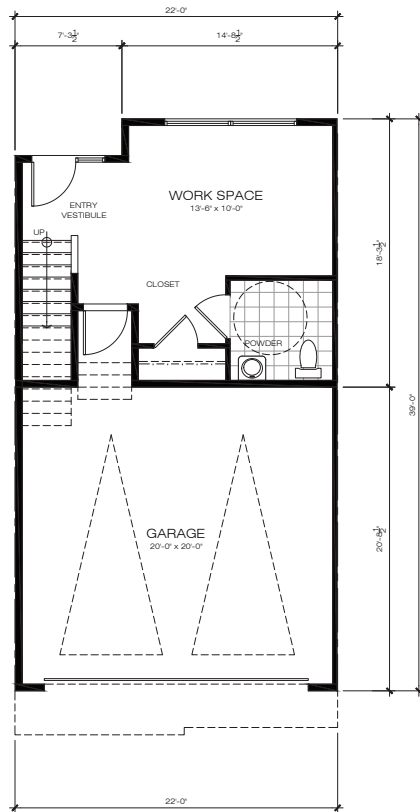 22'-0"
7'-3½"
14'-8½"
WORK SPACE
13'-6" x 10'-0"
ENTRY
VESTIBULE
UP
18'-3½"
CLOSET
POWDER
39'-0"
20'-8½"
GARAGE
20'-0" x 20'-0"
22'-0"